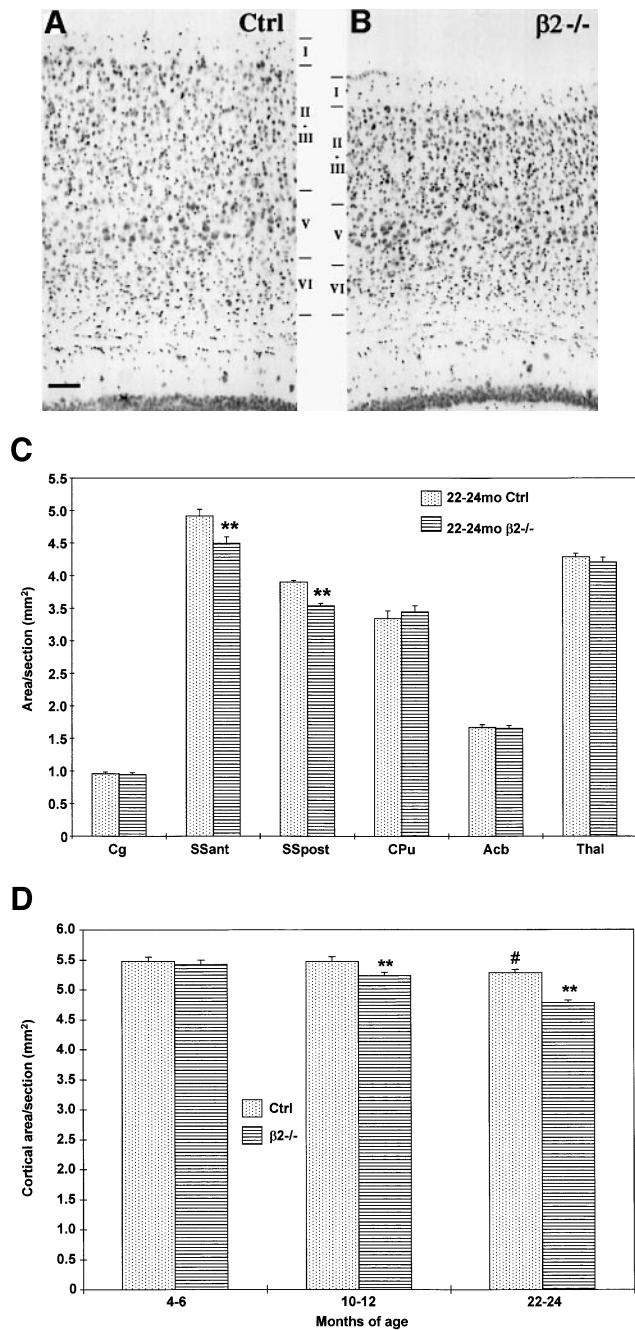 A Ctrl B β2-/-
I
I
II
-
III
II
-
III
V
V
VI
VI
C
5.5
5.0
4.5
4.0
3.5
3.0
2.5
2.0
1.5
1.0
0.5
0
Area/section (mm²)
22-24mo Ctrl
22-24mo β2-/-
**
**
Cg SSant SSpost CPu Acb Thal
D
6.0
5.5
5.0
4.5
4.0
3.5
3.0
2.5
2.0
1.5
1.0
0.5
0
Cortical area/section (mm²)
Ctrl
β2-/-
**
#
**
4-6 10-12 22-24
Months of age